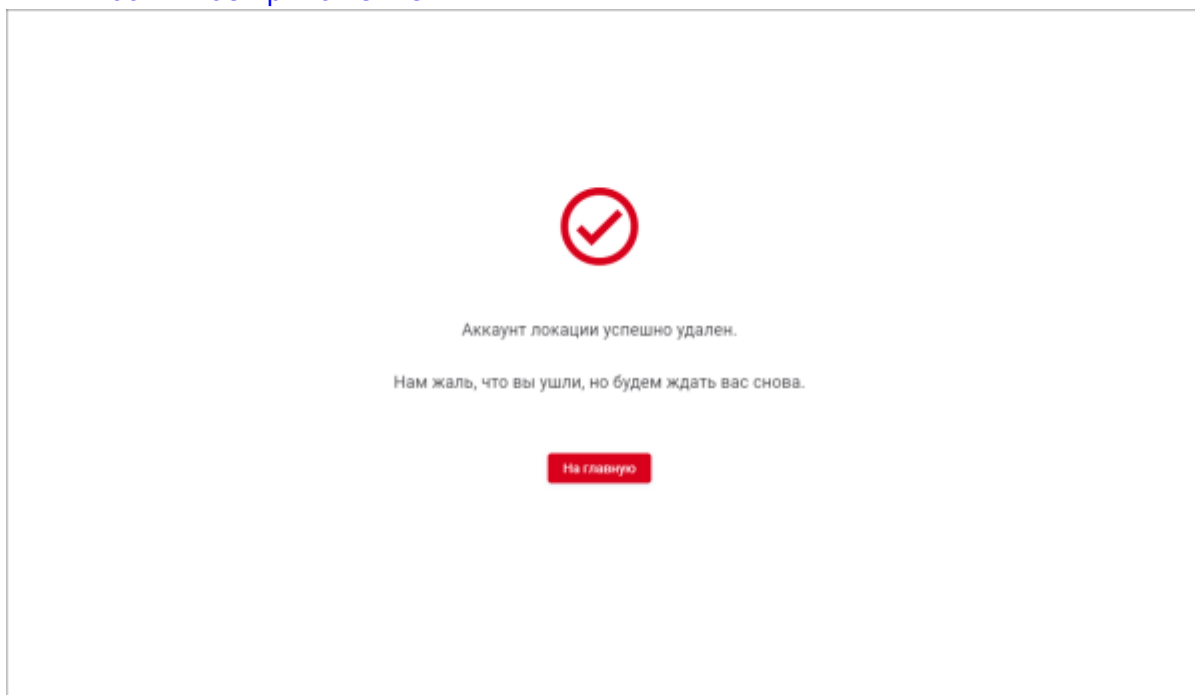 Аккаунт локации успешно удален.
Нам жаль, что вы ушли, но будем ждать вас снова.
На главную